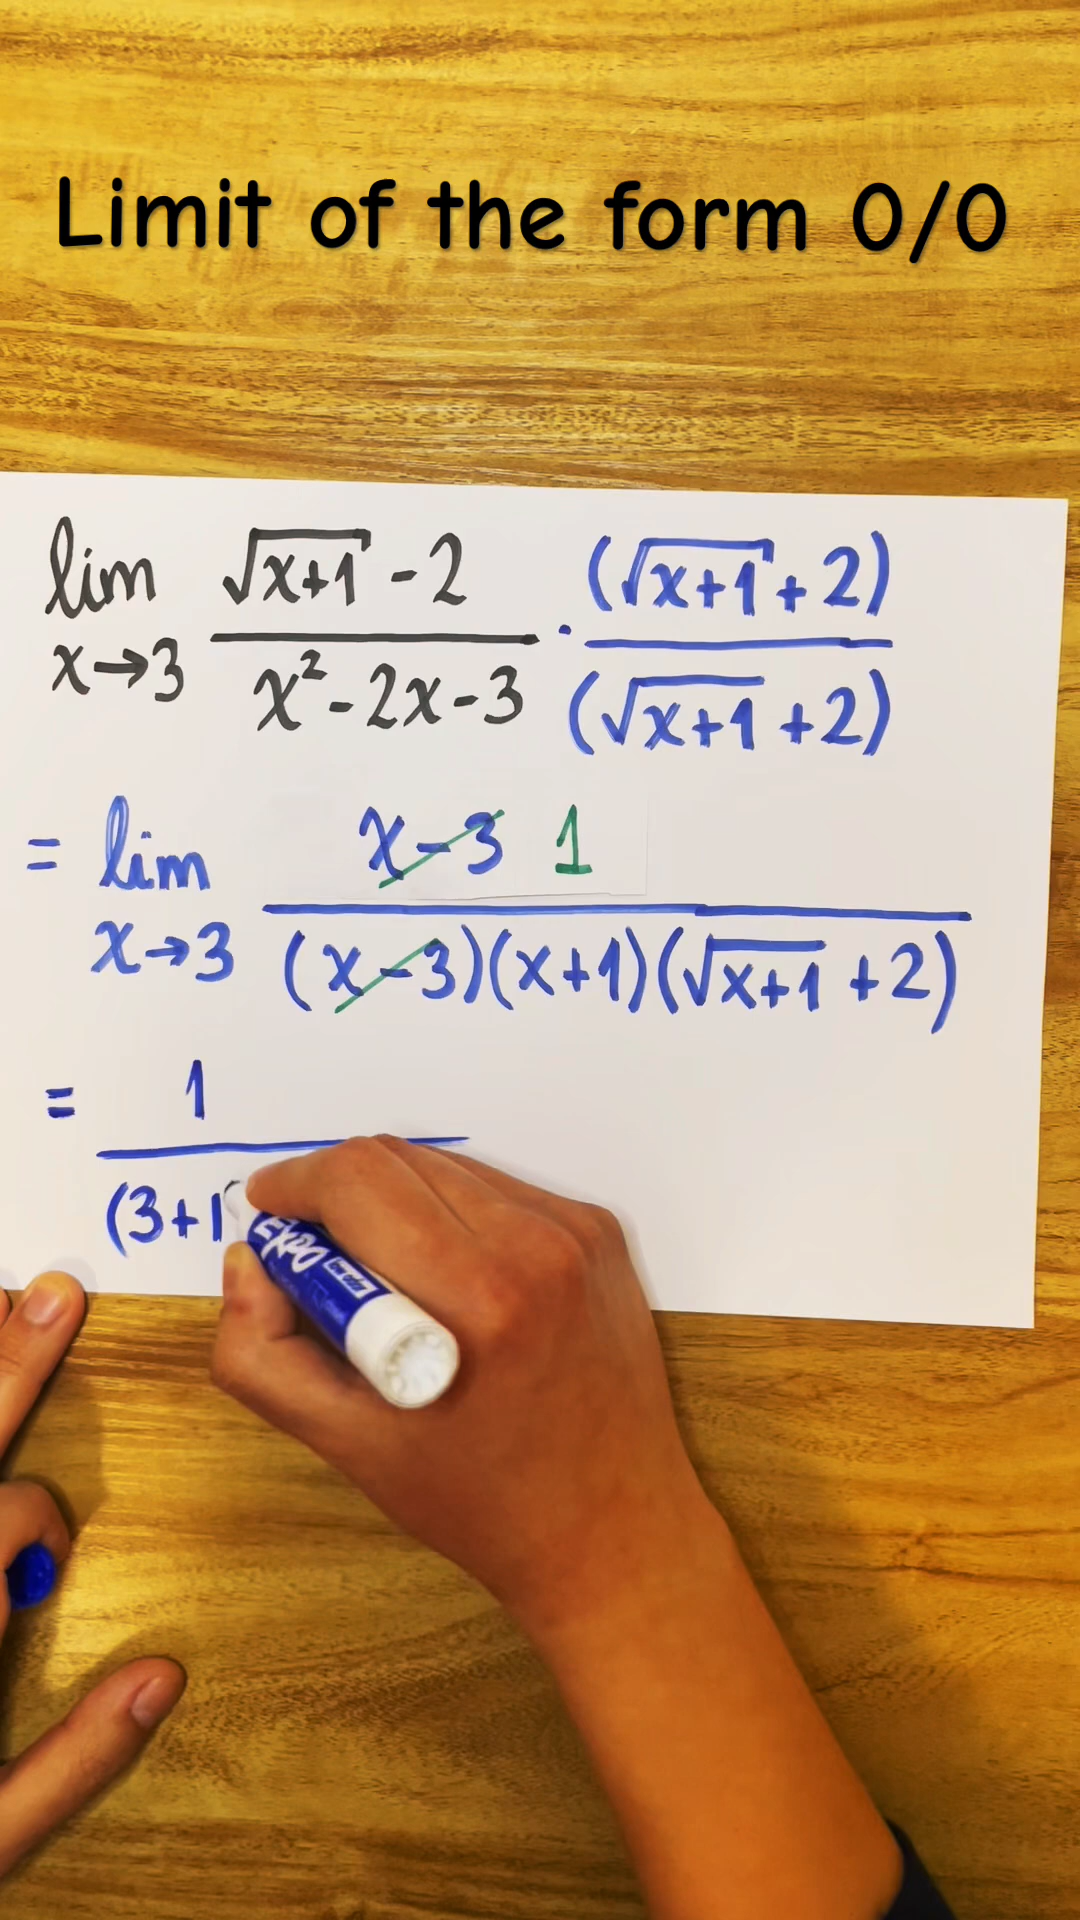 Limit of the form 0/0
lim x→3 (√(x+1) - 2)/(x² - 2x - 3) · (√(x+1) + 2)/(√(x+1) + 2)
= lim x→3 (x-3) 1/((x-3)(x+1)(√(x+1) + 2))
= 1/(3+1
EXPO